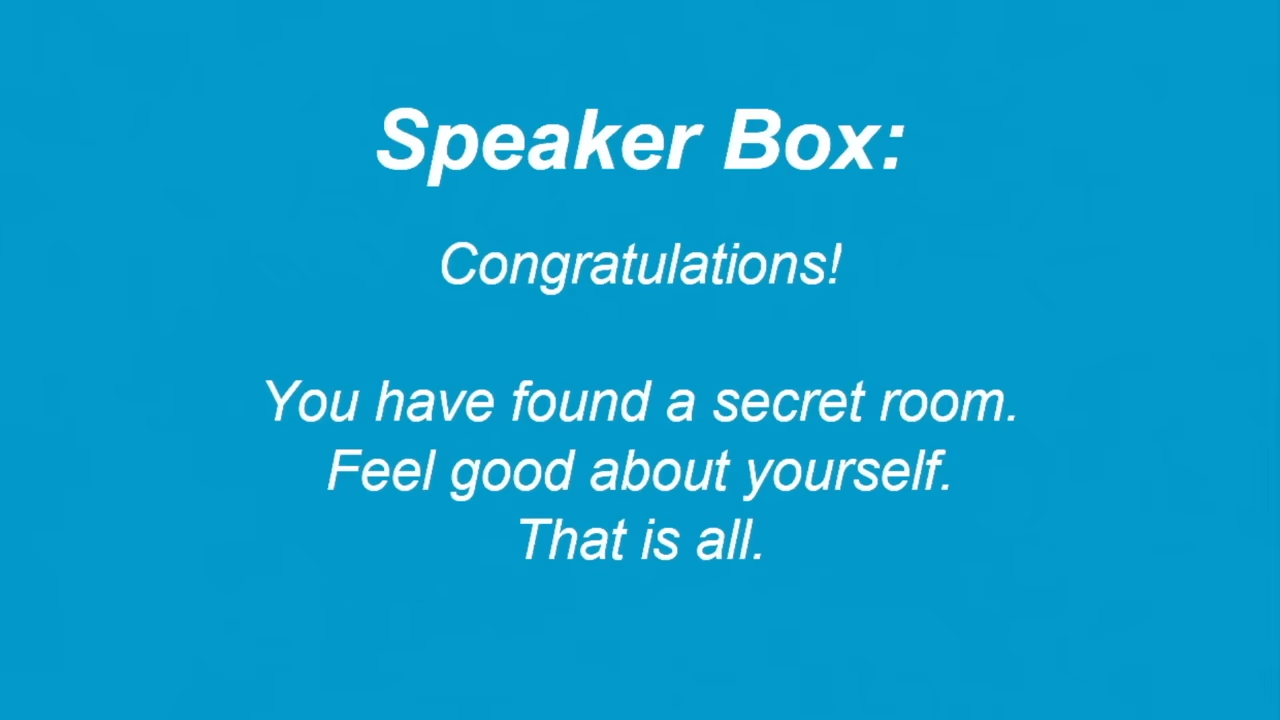 Speaker Box:
Congratulations!
You have found a secret room.
Feel good about yourself.
That is all.